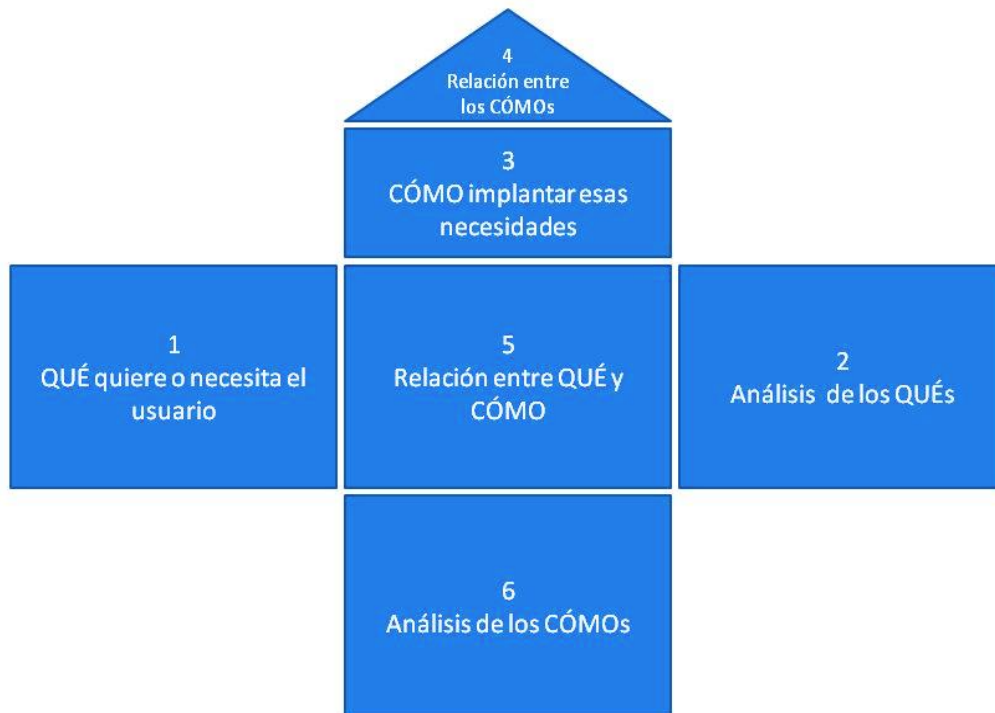 4
Relación entre
los CÓMOs
3
CÓMO implantar esas
necesidades
1
QUÉ quiere o necesita el
usuario
5
Relación entre QUÉ y
CÓMO
2
Análisis de los QUÉs
6
Análisis de los CÓMOs